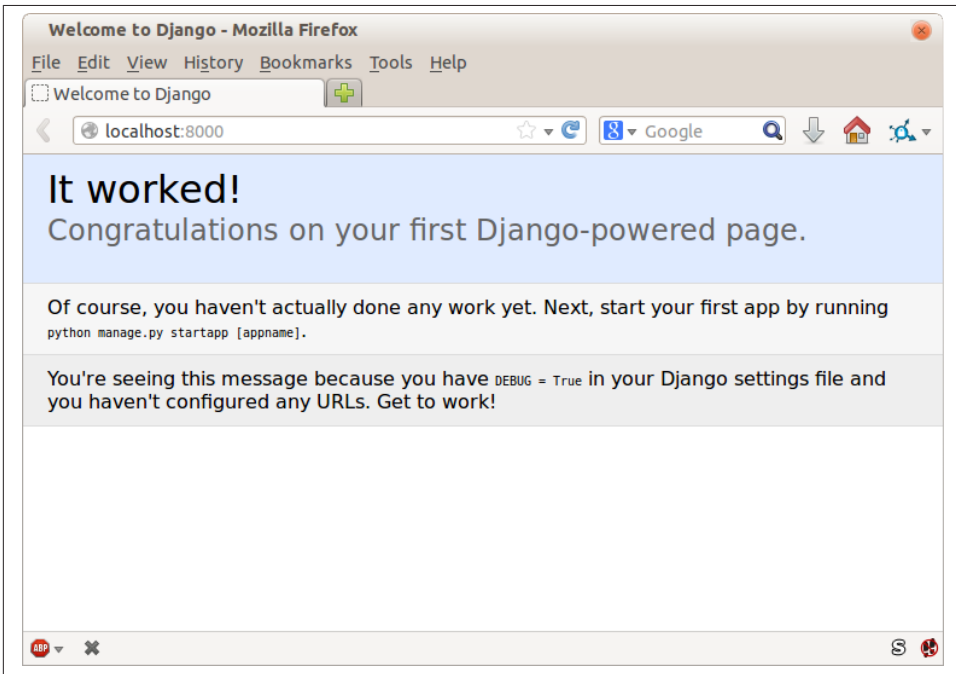 Welcome to Django - Mozilla Firefox
File Edit View History Bookmarks Tools Help
Welcome to Django
localhost:8000 Google
It worked!
Congratulations on your first Django-powered page.
Of course, you haven't actually done any work yet. Next, start your first app by running
python manage.py startapp [appname].
You're seeing this message because you have DEBUG = True in your Django settings file and
you haven't configured any URLs. Get to work!
ABP S